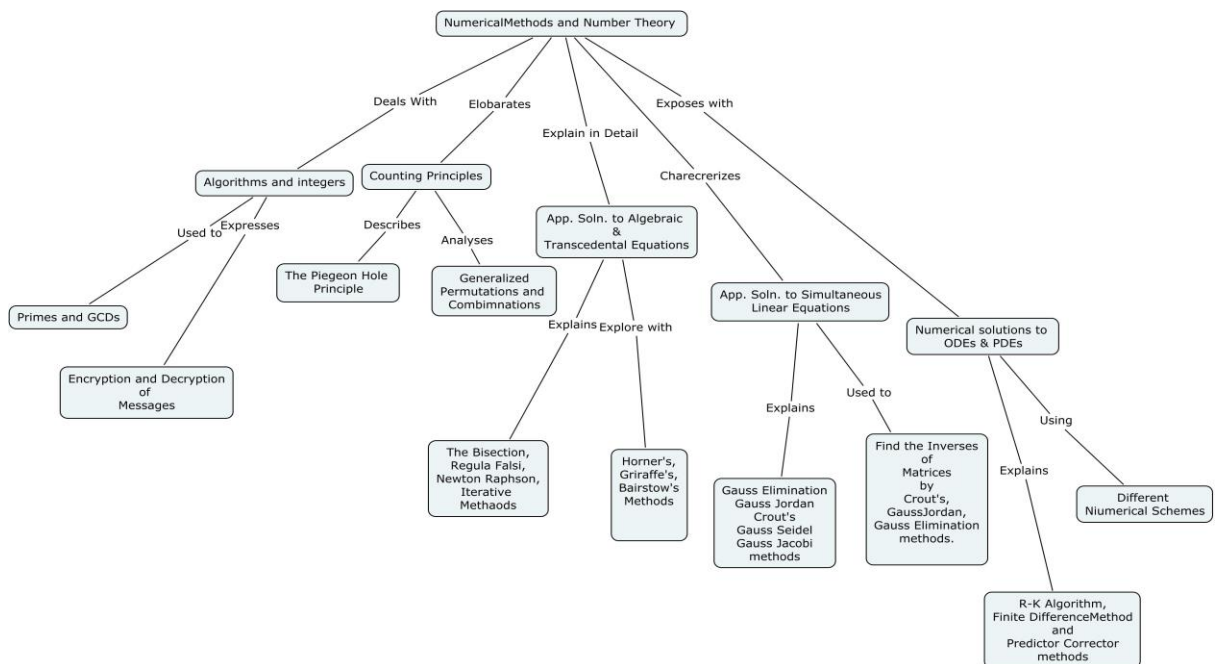 NumericalMethods and Number Theory
Deals With
Elobarates
Exposes with
Explain in Detail
Charecrerizes
Algorithms and integers
Counting Principles
Used to
Expresses
Describes
Analyses
App. Soln. to Algebraic
&
Transcedental Equations
The Piegeon Hole
Principle
Generalized
Permutations and
Combimnations
App. Soln. to Simultaneous
Linear Equations
Primes and GCDs
Explains
Explore with
Numerical solutions to
ODEs & PDEs
Encryption and Decryption
of
Messages
Explains
Used to
Using
The Bisection,
Regula Falsi,
Newton Raphson,
Iterative
Methaods
Horner's,
Griraffe's,
Bairstow's
Methods
Gauss Elimination
Gauss Jordan
Crout's
Gauss Seidel
Gauss Jacobi
methods
Find the Inverses
of
Matrices
by
Crout's,
GaussJordan,
Gauss Elimination
methods.
Explains
Different
Niumerical Schemes
R-K Algorithm,
Finite DifferenceMethod
and
Predictor Corrector
methods